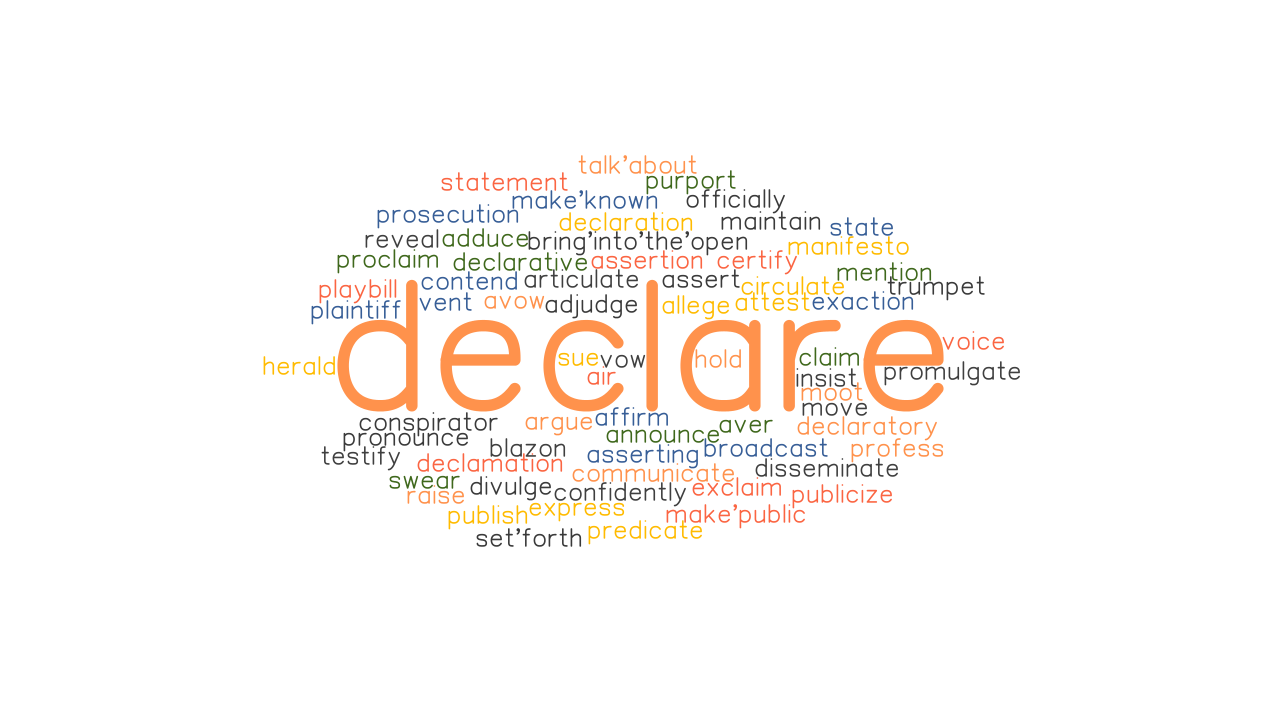 talk'about
statement purport
make'known officially
prosecution declaration maintain state
reveal adduce bring'into'the'open manifesto
proclaim declarative assertion certify
contend articulate assert circulate mention trumpet
playbill vent avow adjudge allege attest exaction
plaintiff
declare
voice
herald sue vow hold claim promulgate
air insist
moot
move
conspirator argue affirm aver declaratory
pronounce announce
testify blazon asserting broadcast profess
declamation communicate disseminate
swear divulge confidently exclaim publicize
raise
publish express make'public
set'forth predicate